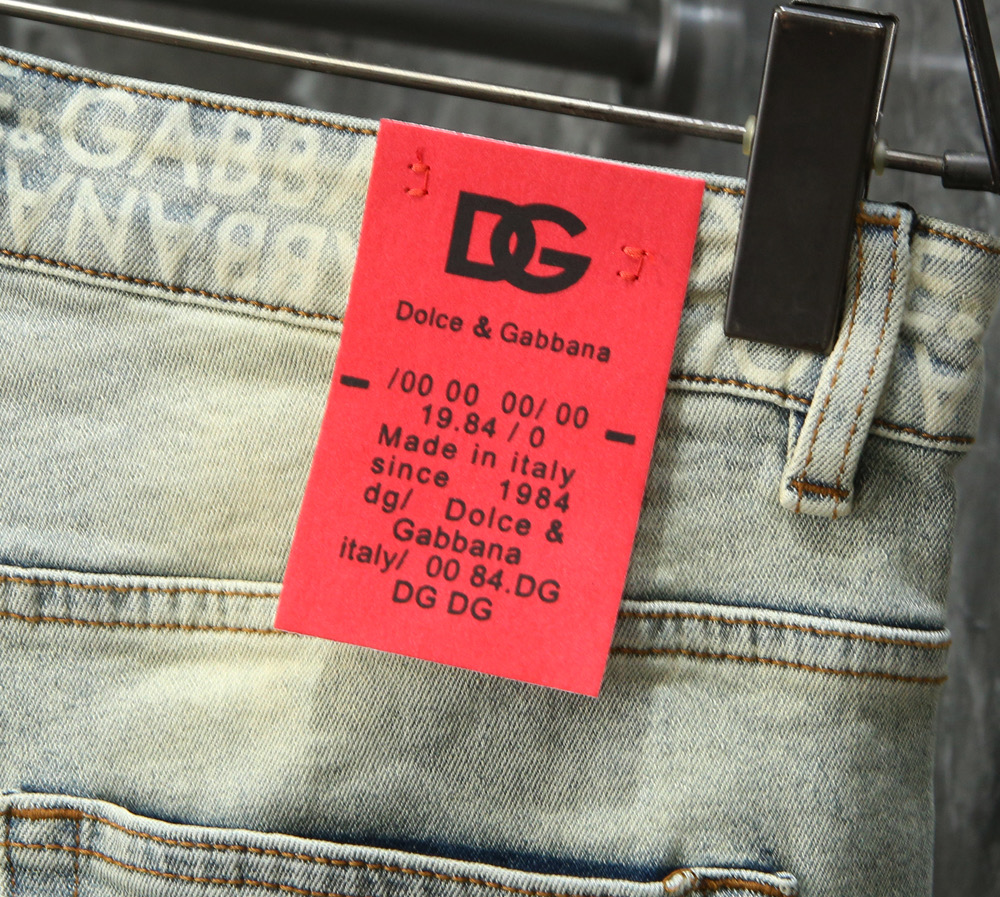 & GABBA
DG
Dolce & Gabbana
/00 00 00/ 00
19.84 / 0
Made in italy
since 1984
dg/ Dolce &
Gabbana
italy/ 00 84.DG
DG DG